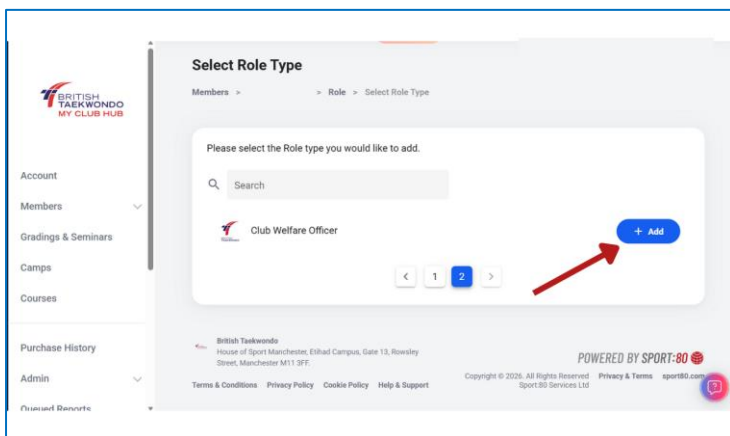 BRITISH
TAEKWONDO
MY CLUB HUB
Account
Members
Gradings & Seminars
Camps
Courses
Purchase History
Admin
Queued Reports
Select Role Type
Members > > Role > Select Role Type
Please select the Role type you would like to add.
Search
Club Welfare Officer
+ Add
< 1 2 >
British Taekwondo
House of Sport Manchester, Etihad Campus, Gate 13, Rowsley
Street, Manchester M11 3FF.
POWERED BY SPORT:80
Terms & Conditions Privacy Policy Cookie Policy Help & Support
Copyright © 2026. All Rights Reserved Privacy & Terms sport80.com
Sport:80 Services Ltd